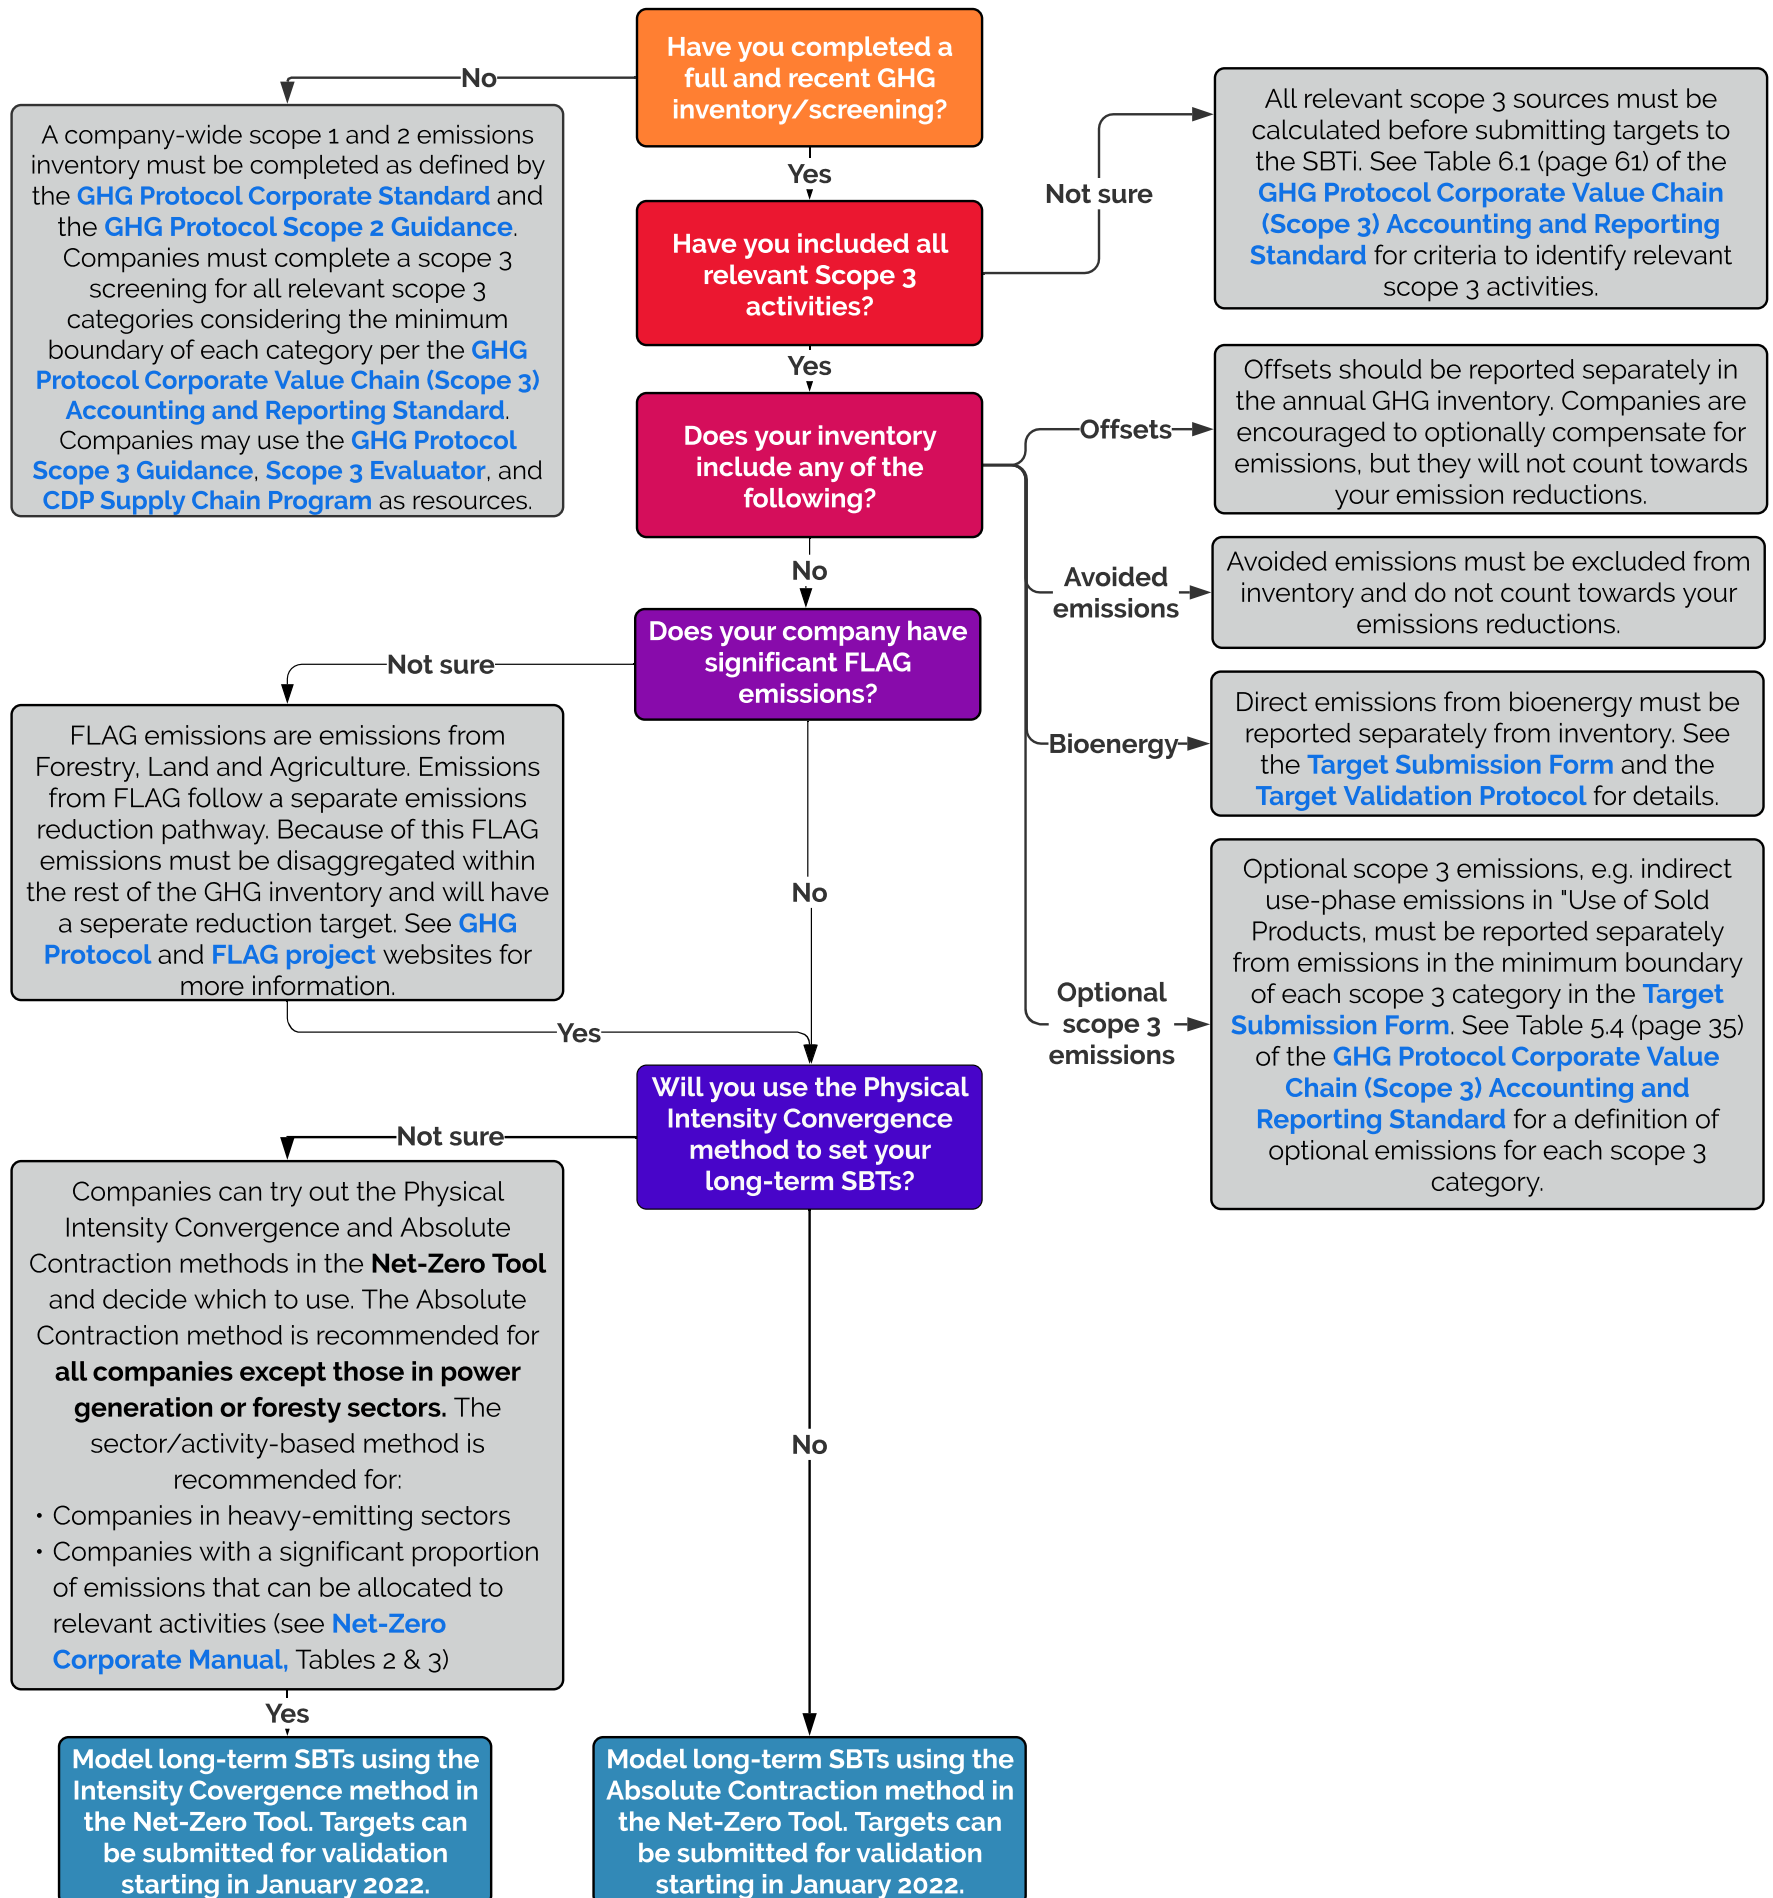 Have you completed a
full and recent GHG
inventory/screening?
No
Yes
A company-wide scope 1 and 2 emissions
inventory must be completed as defined by
the GHG Protocol Corporate Standard and
the GHG Protocol Scope 2 Guidance.
Companies must complete a scope 3
screening for all relevant scope 3
categories considering the minimum
boundary of each category per the GHG
Protocol Corporate Value Chain (Scope 3)
Accounting and Reporting Standard.
Companies may use the GHG Protocol
Scope 3 Guidance, Scope 3 Evaluator, and
CDP Supply Chain Program as resources.
Have you included all
relevant Scope 3
activities?
Not sure
All relevant scope 3 sources must be
calculated before submitting targets to
the SBTi. See Table 6.1 (page 61) of the
GHG Protocol Corporate Value Chain
(Scope 3) Accounting and Reporting
Standard for criteria to identify relevant
scope 3 activities.
Yes
Does your inventory
include any of the
following?
Offsets
Offsets should be reported separately in
the annual GHG inventory. Companies are
encouraged to optionally compensate for
emissions, but they will not count towards
your emission reductions.
Avoided
emissions
Avoided emissions must be excluded from
inventory and do not count towards your
emissions reductions.
Bioenergy
Direct emissions from bioenergy must be
reported separately from inventory. See
the Target Submission Form and the
Target Validation Protocol for details.
Optional
scope 3
emissions
Optional scope 3 emissions, e.g. indirect
use-phase emissions in "Use of Sold
Products, must be reported separately
from emissions in the minimum boundary
of each scope 3 category in the Target
Submission Form. See Table 5.4 (page 35)
of the GHG Protocol Corporate Value
Chain (Scope 3) Accounting and
Reporting Standard for a definition of
optional emissions for each scope 3
category.
No
Does your company have
significant FLAG
emissions?
Not sure
FLAG emissions are emissions from
Forestry, Land and Agriculture. Emissions
from FLAG follow a separate emissions
reduction pathway. Because of this FLAG
emissions must be disaggregated within
the rest of the GHG inventory and will have
a seperate reduction target. See GHG
Protocol and FLAG project websites for
more information.
No
Yes
Will you use the Physical
Intensity Convergence
method to set your
long-term SBTs?
Not sure
Companies can try out the Physical
Intensity Convergence and Absolute
Contraction methods in the Net-Zero Tool
and decide which to use. The Absolute
Contraction method is recommended for
all companies except those in power
generation or foresty sectors. The
sector/activity-based method is
recommended for:
• Companies in heavy-emitting sectors
• Companies with a significant proportion
of emissions that can be allocated to
relevant activities (see Net-Zero
Corporate Manual, Tables 2 & 3)
No
Yes
Model long-term SBTs using the
Intensity Covergence method in
the Net-Zero Tool. Targets can
be submitted for validation
starting in January 2022.
Model long-term SBTs using the
Absolute Contraction method in
the Net-Zero Tool. Targets can
be submitted for validation
starting in January 2022.